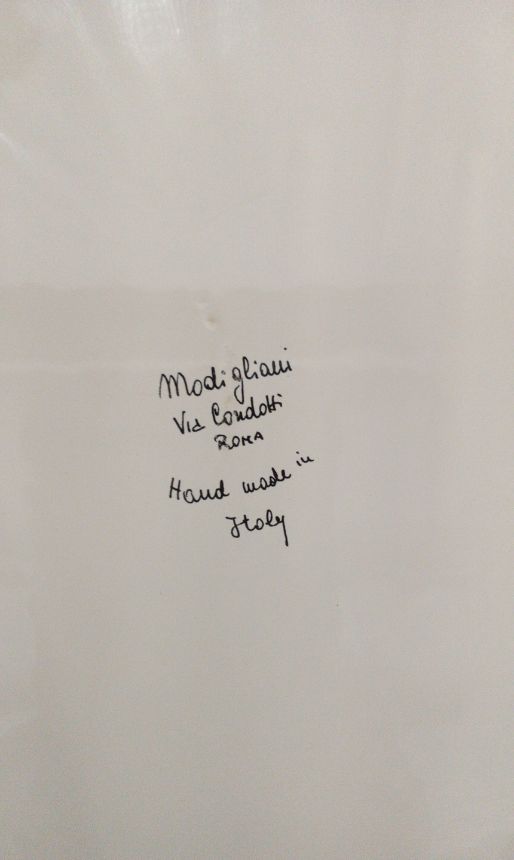 Modigliani
Via Condotti
ROMA
Hand made in
Italy